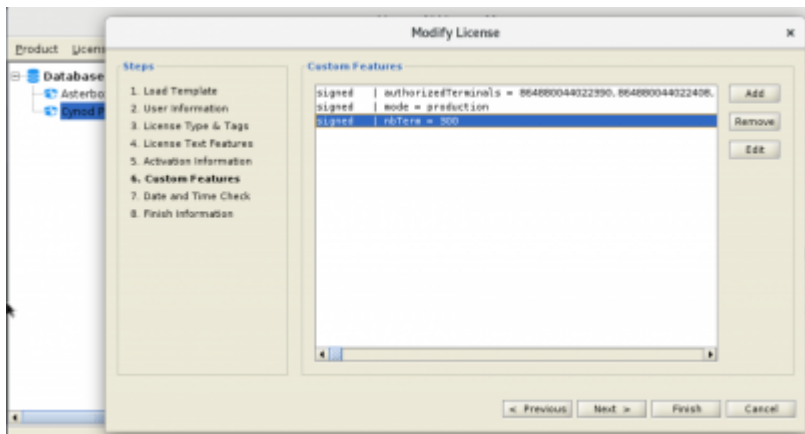 Modify License
Product Licens
Database
Asterbo
Cynod P
Steps
1. Load Template
2. User Information
3. License Type & Tags
4. License Text Features
5. Activation Information
6. Custom Features
7. Date and Time Check
8. Finish Information
Custom Features
signed | authorizedTerminals = 864880044022990, 864880044022408,
signed | mode = production
signed | nbTerm = 300
Add
Remove
Edit
< Previous
Next >
Finish
Cancel